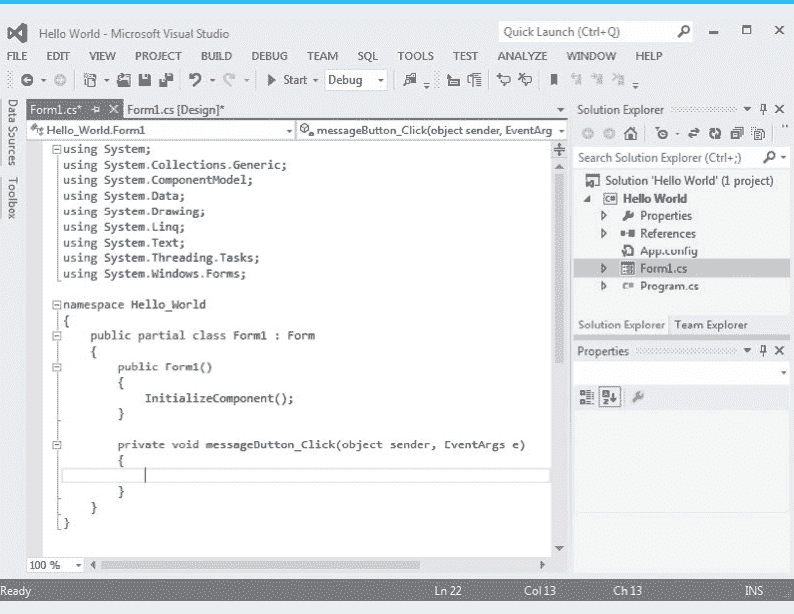 Hello World - Microsoft Visual Studio
Quick Launch (Ctrl+Q)
FILE EDIT VIEW PROJECT BUILD DEBUG TEAM SQL TOOLS TEST ANALYZE WINDOW HELP
Start Debug
Data Sources
Toolbox
Form1.cs* Form1.cs [Design]*
Hello_World.Form1 messageButton_Click(object sender, EventArg
using System;
using System.Collections.Generic;
using System.ComponentModel;
using System.Data;
using System.Drawing;
using System.Linq;
using System.Text;
using System.Threading.Tasks;
using System.Windows.Forms;
namespace Hello_World
{
public partial class Form1 : Form
{
public Form1()
{
InitializeComponent();
}
private void messageButton_Click(object sender, EventArgs e)
{
}
}
}
100 %
Solution Explorer
Search Solution Explorer (Ctrl+;)
Solution 'Hello World' (1 project)
C# Hello World
Properties
References
App.config
Form1.cs
C# Program.cs
Solution Explorer Team Explorer
Properties
Ready Ln 22 Col 13 Ch 13 INS